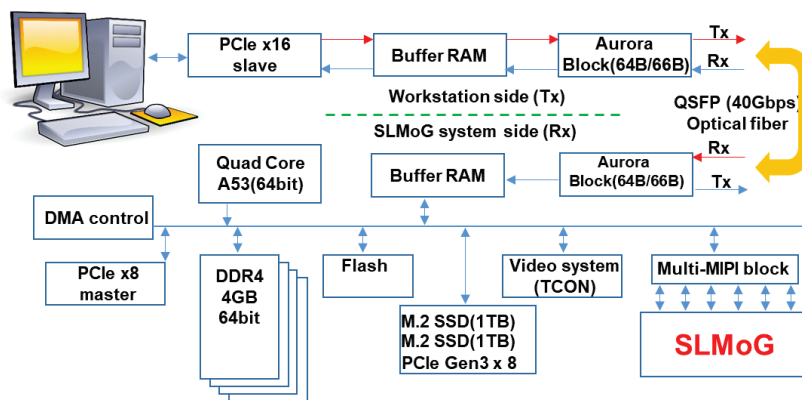 PCIe x16
slave
Buffer RAM
Aurora
Block(64B/66B)
Tx
Rx
Workstation side (Tx)
SLMoG system side (Rx)
QSFP (40Gbps)
Optical fiber
Quad Core
A53(64bit)
Buffer RAM
Aurora
Block(64B/66B)
Rx
Tx
DMA control
PCIe x8
master
DDR4
4GB
64bit
Flash
M.2 SSD(1TB)
M.2 SSD(1TB)
PCIe Gen3 x 8
Video system
(TCON)
Multi-MIPI block
SLMoG